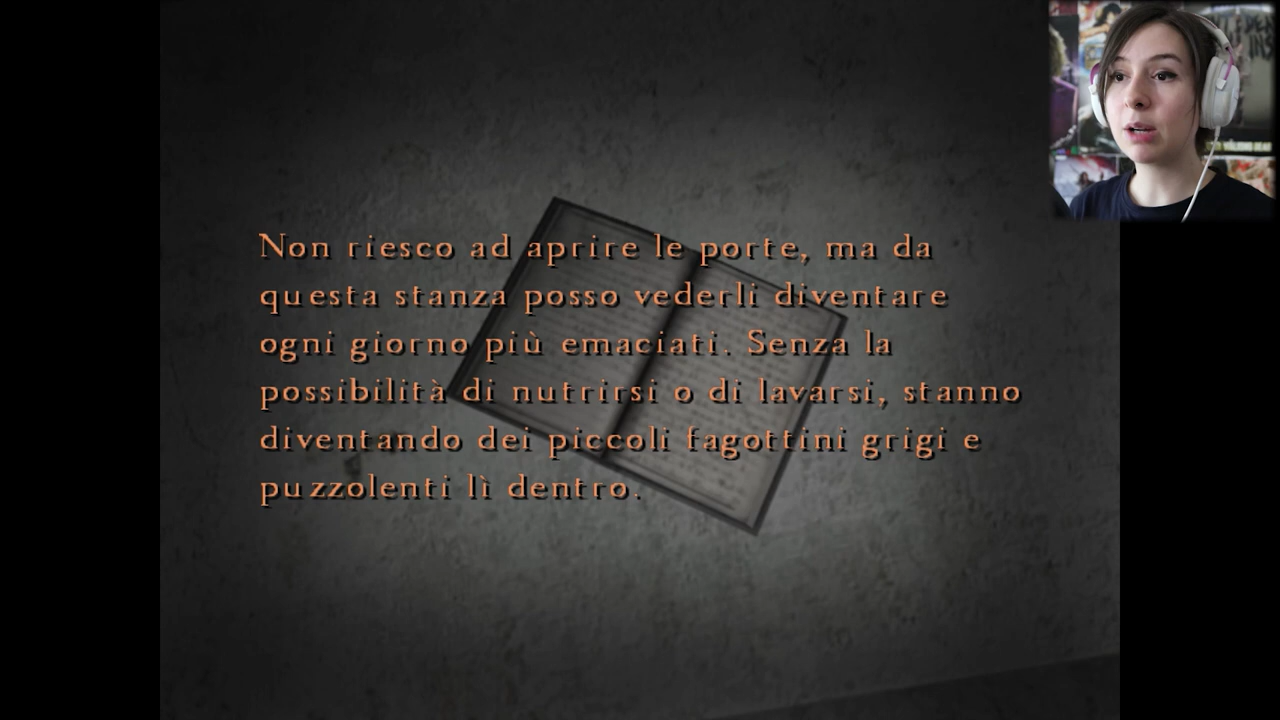 Non riesco ad aprire le porte, ma da
questa stanza posso vederli diventare
ogni giorno più emaciati. Senza la
possibilità di nutrirsi o di lavarsi, stanno
diventando dei piccoli fagottini grigi e
puzzolenti lì dentro.